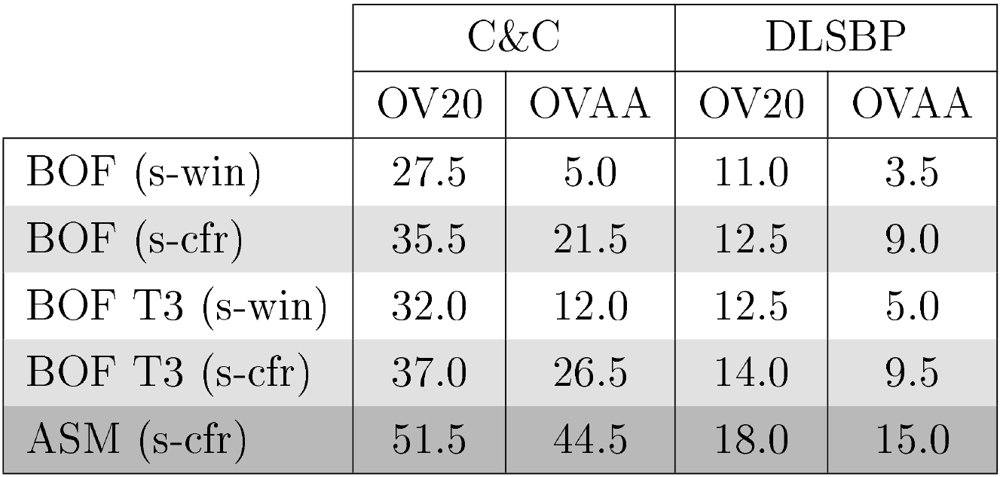 C&C DLSBP
OV20 OVAA OV20 OVAA
BOF (s-win) 27.5 5.0 11.0 3.5
BOF (s-cfr) 35.5 21.5 12.5 9.0
BOF T3 (s-win) 32.0 12.0 12.5 5.0
BOF T3 (s-cfr) 37.0 26.5 14.0 9.5
ASM (s-cfr) 51.5 44.5 18.0 15.0